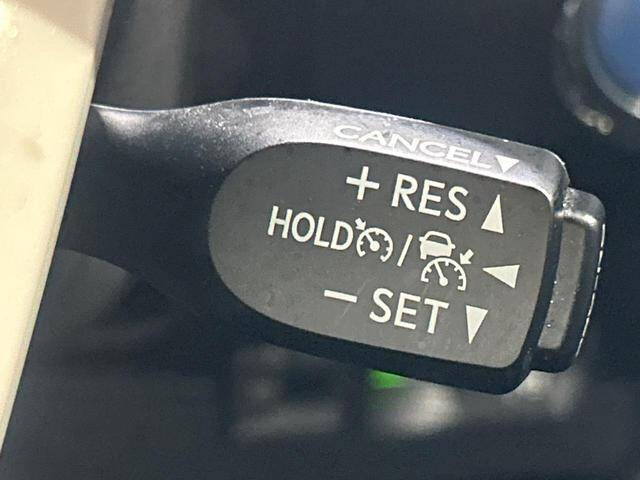 CANCEL▼
+ RES ▲
HOLD / ◀
− SET ▼